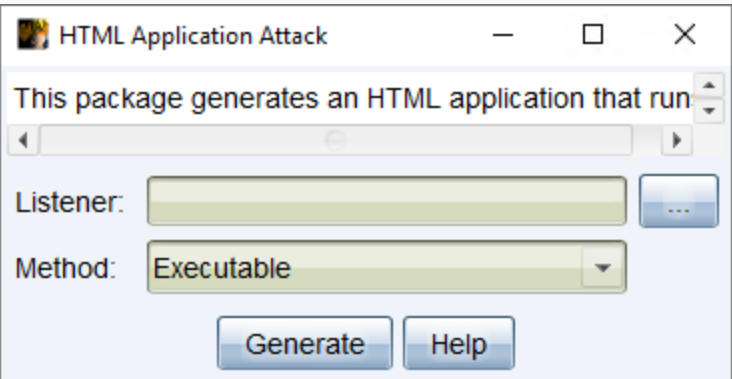 HTML Application Attack
This package generates an HTML application that run
Listener:
...
Method: Executable
Generate Help